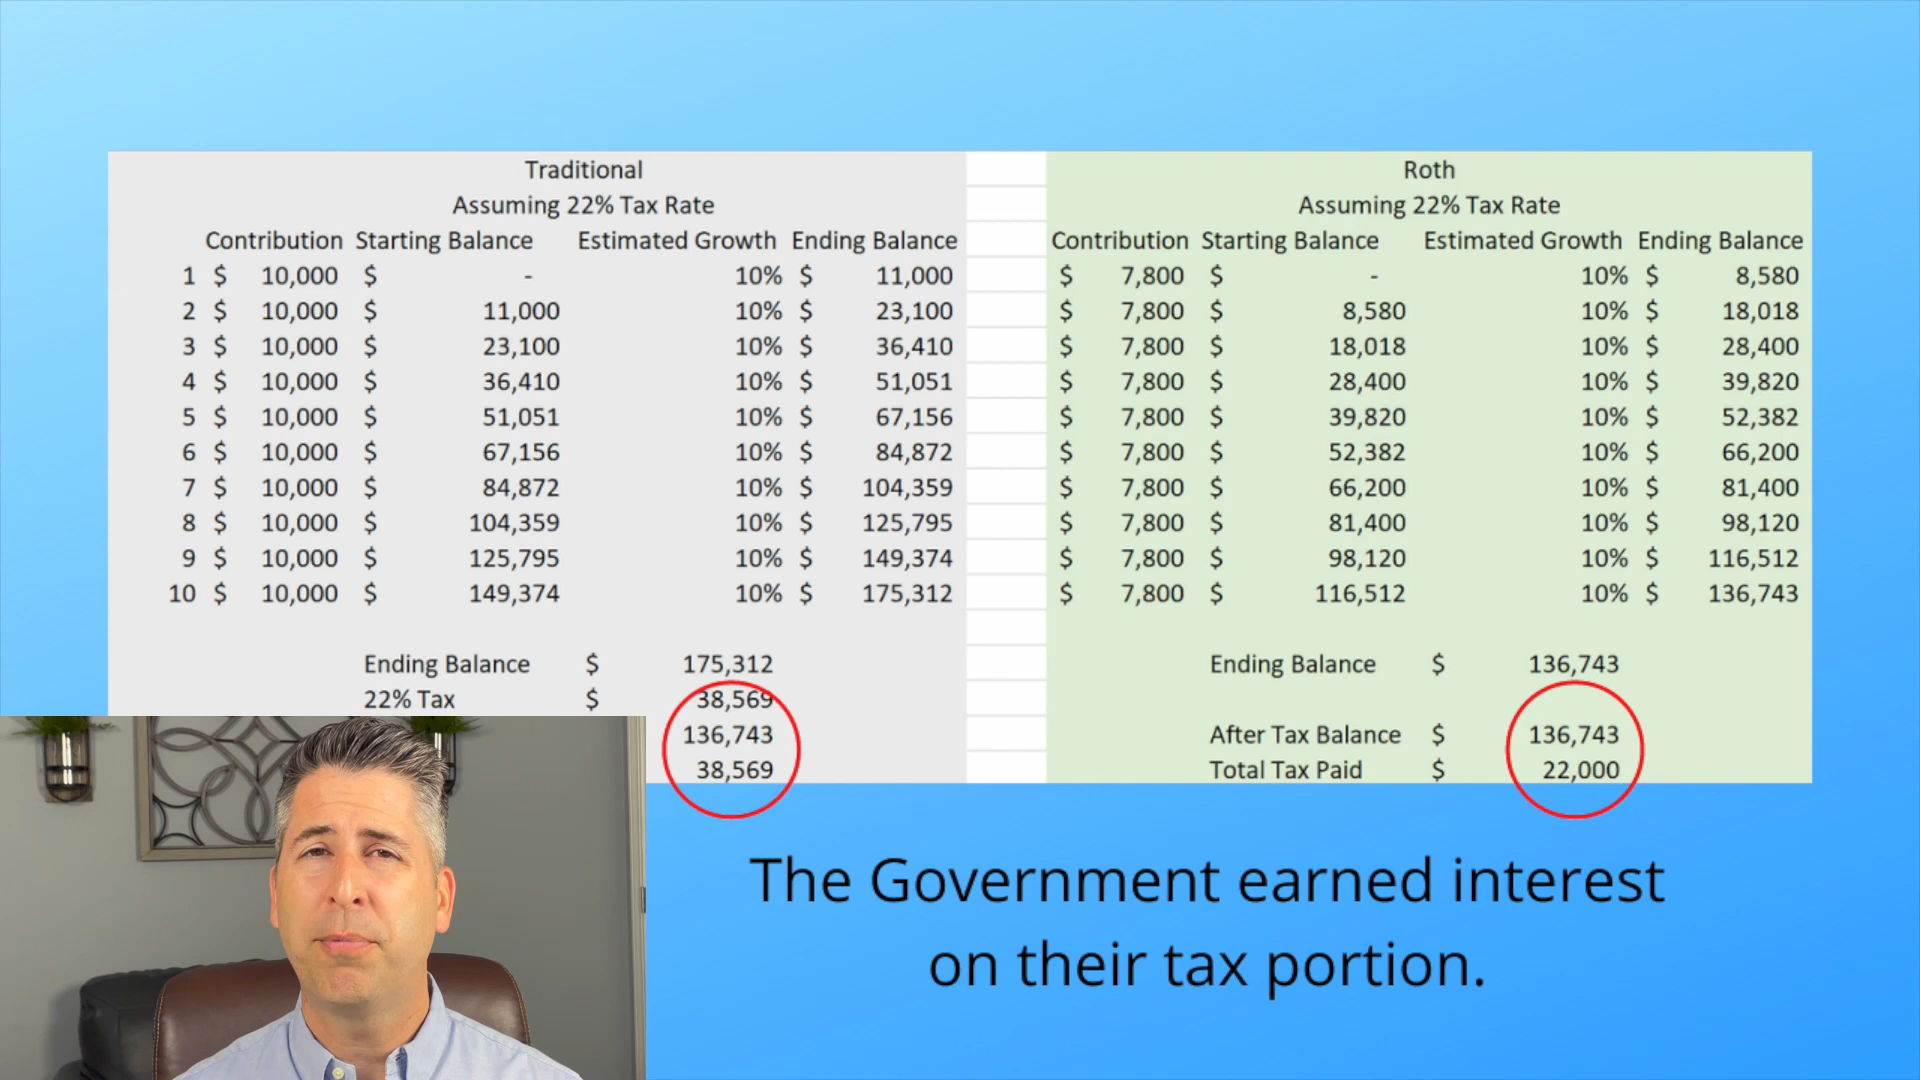 Traditional
Assuming 22% Tax Rate
Contribution Starting Balance Estimated Growth Ending Balance
1 $ 10,000 $ - 10% $ 11,000
2 $ 10,000 $ 11,000 10% $ 23,100
3 $ 10,000 $ 23,100 10% $ 36,410
4 $ 10,000 $ 36,410 10% $ 51,051
5 $ 10,000 $ 51,051 10% $ 67,156
6 $ 10,000 $ 67,156 10% $ 84,872
7 $ 10,000 $ 84,872 10% $ 104,359
8 $ 10,000 $ 104,359 10% $ 125,795
9 $ 10,000 $ 125,795 10% $ 149,374
10 $ 10,000 $ 149,374 10% $ 175,312
Ending Balance $ 175,312
22% Tax $ 38,569
136,743
38,569
Roth
Assuming 22% Tax Rate
Contribution Starting Balance Estimated Growth Ending Balance
$ 7,800 $ - 10% $ 8,580
$ 7,800 $ 8,580 10% $ 18,018
$ 7,800 $ 18,018 10% $ 28,400
$ 7,800 $ 28,400 10% $ 39,820
$ 7,800 $ 39,820 10% $ 52,382
$ 7,800 $ 52,382 10% $ 66,200
$ 7,800 $ 66,200 10% $ 81,400
$ 7,800 $ 81,400 10% $ 98,120
$ 7,800 $ 98,120 10% $ 116,512
$ 7,800 $ 116,512 10% $ 136,743
Ending Balance $ 136,743
After Tax Balance $ 136,743
Total Tax Paid $ 22,000
The Government earned interest
on their tax portion.